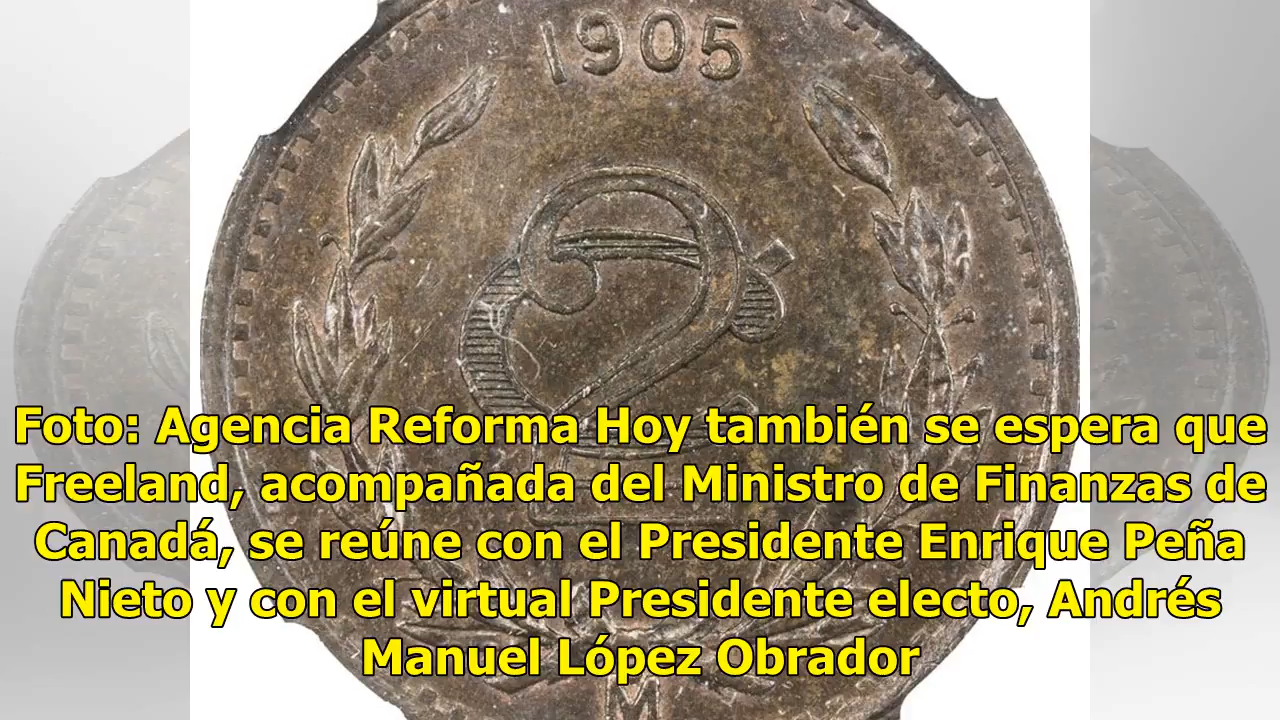 1905
2
Foto: Agencia Reforma Hoy también se espera que
Freeland, acompañada del Ministro de Finanzas de
Canadá, se reúne con el Presidente Enrique Peña
Nieto y con el virtual Presidente electo, Andrés
Manuel López Obrador
M